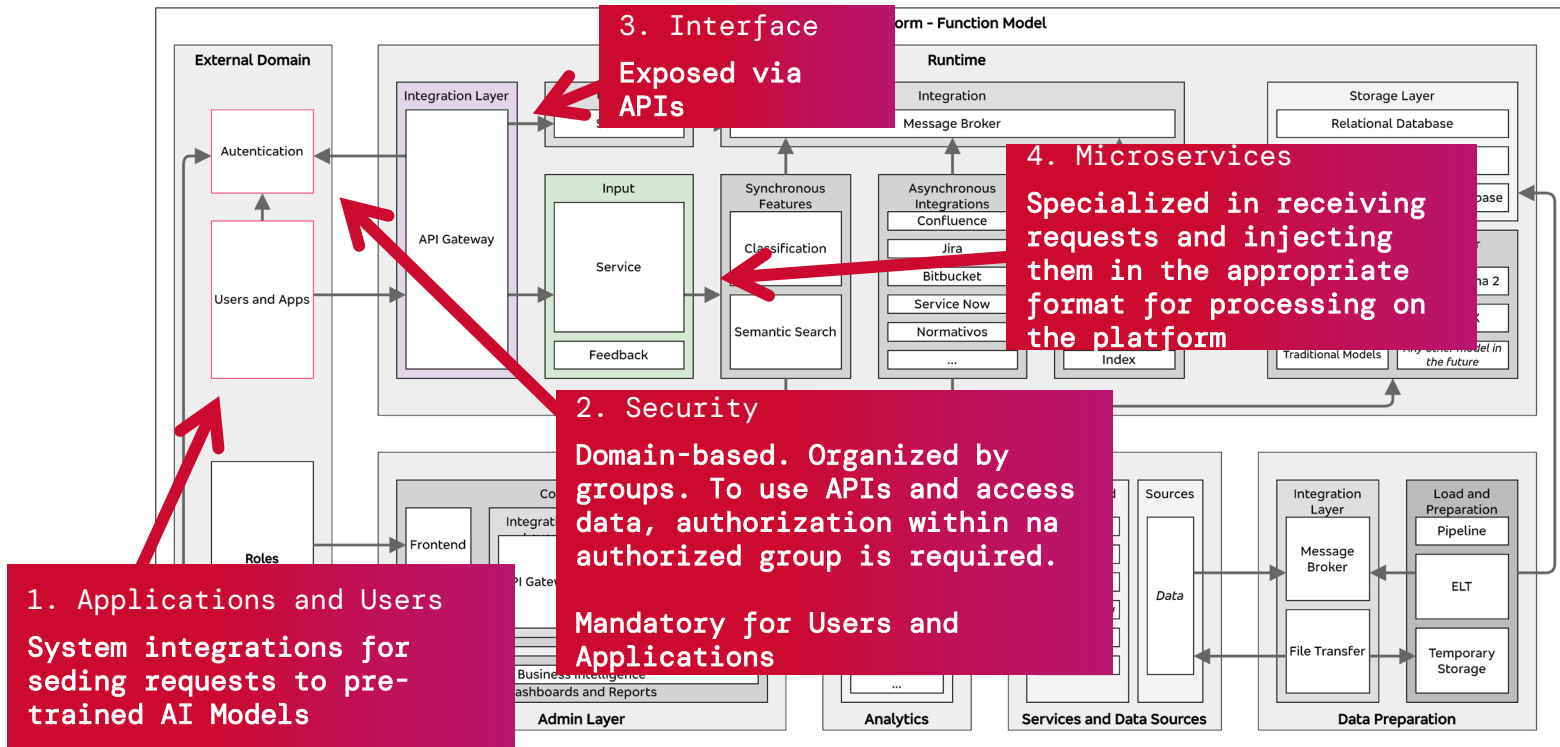 orm - Function Model
External Domain
Autentication
Users and Apps
Roles
Runtime
Integration Layer
API Gateway
Integration
Message Broker
Input
Service
Feedback
Synchronous
Features
Classification
Semantic Search
Asynchronous
Integrations
Confluence
Jira
Bitbucket
Service Now
Normativos
...
Index
Storage Layer
Relational Database
base
ma 2
Traditional Models
Any other model in
the future
3. Interface
Exposed via
APIs
4. Microservices
Specialized in receiving
requests and injecting
them in the appropriate
format for processing on
the platform
2. Security
Domain-based. Organized by
groups. To use APIs and access
data, authorization within na
authorized group is required.
Mandatory for Users and
Applications
1. Applications and Users
System integrations for
seding requests to pre-
trained AI Models
Co
Frontend
Integrat
PI Gatew
Business Intelligence
ashboards and Reports
Admin Layer
...
Analytics
d
Sources
Data
Services and Data Sources
Integration
Layer
Message
Broker
File Transfer
Load and
Preparation
Pipeline
ELT
Temporary
Storage
Data Preparation